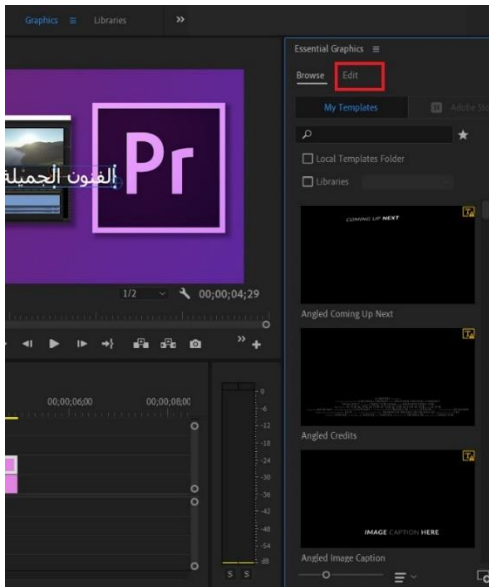 Graphics Libraries
Essential Graphics
Browse Edit
My Templates
Local Templates Folder
Libraries
COMING UP NEXT
Angled Coming Up Next
Angled Credits
IMAGE CAPTION HERE
Angled Image Caption
الفنون الجميلة
Pr
1/2 00;00;04;29
00;00;06;00 00;00;08;00
0
-6
-12
-18
-24
-30
-36
-42
-48
-54
dB
S S